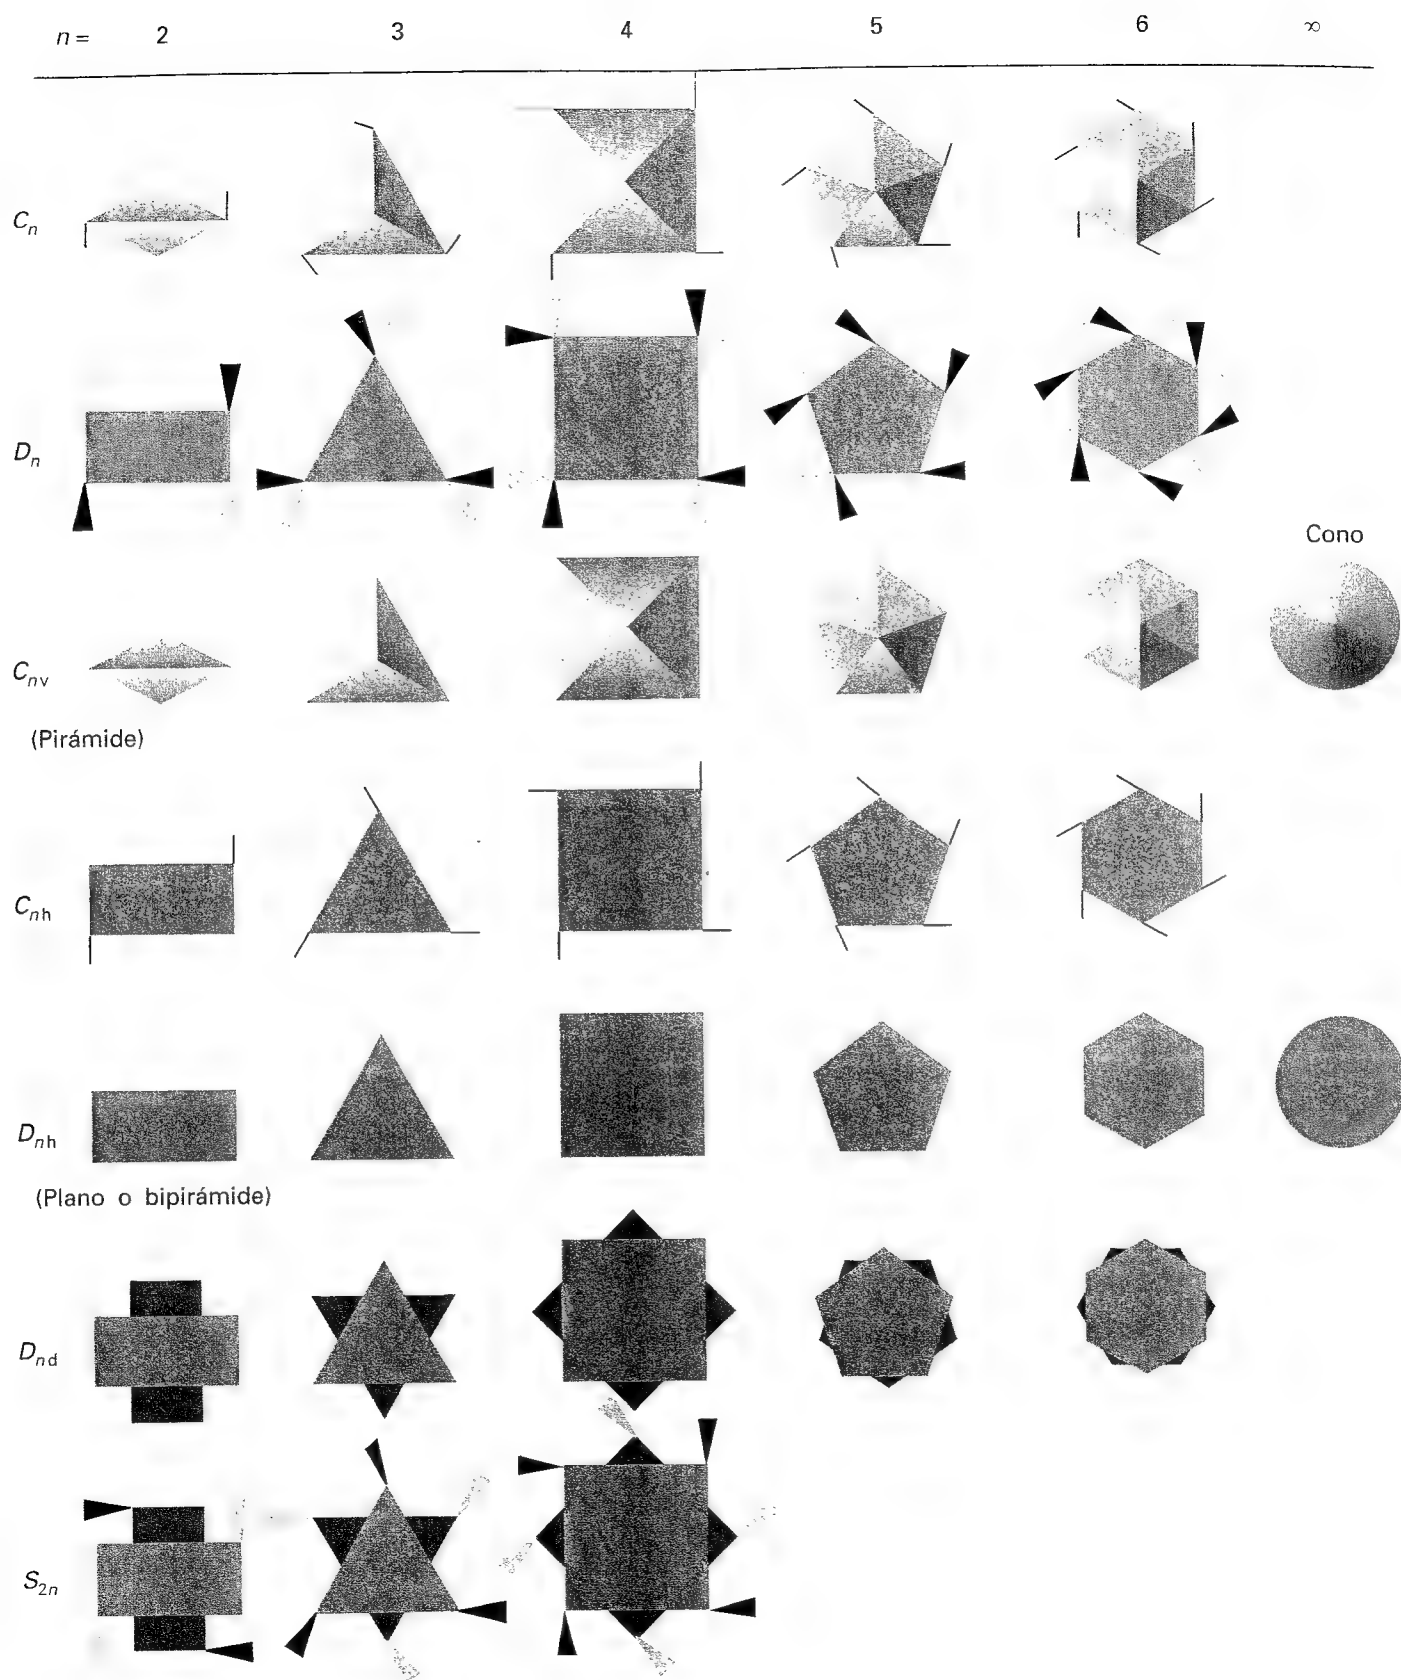 n = 2 3 4 5 6 ∞
Cn
Dn
Cono
Cnv
(Pirámide)
Cnh
Dnh
(Plano o bipirámide)
Dnd
S2n